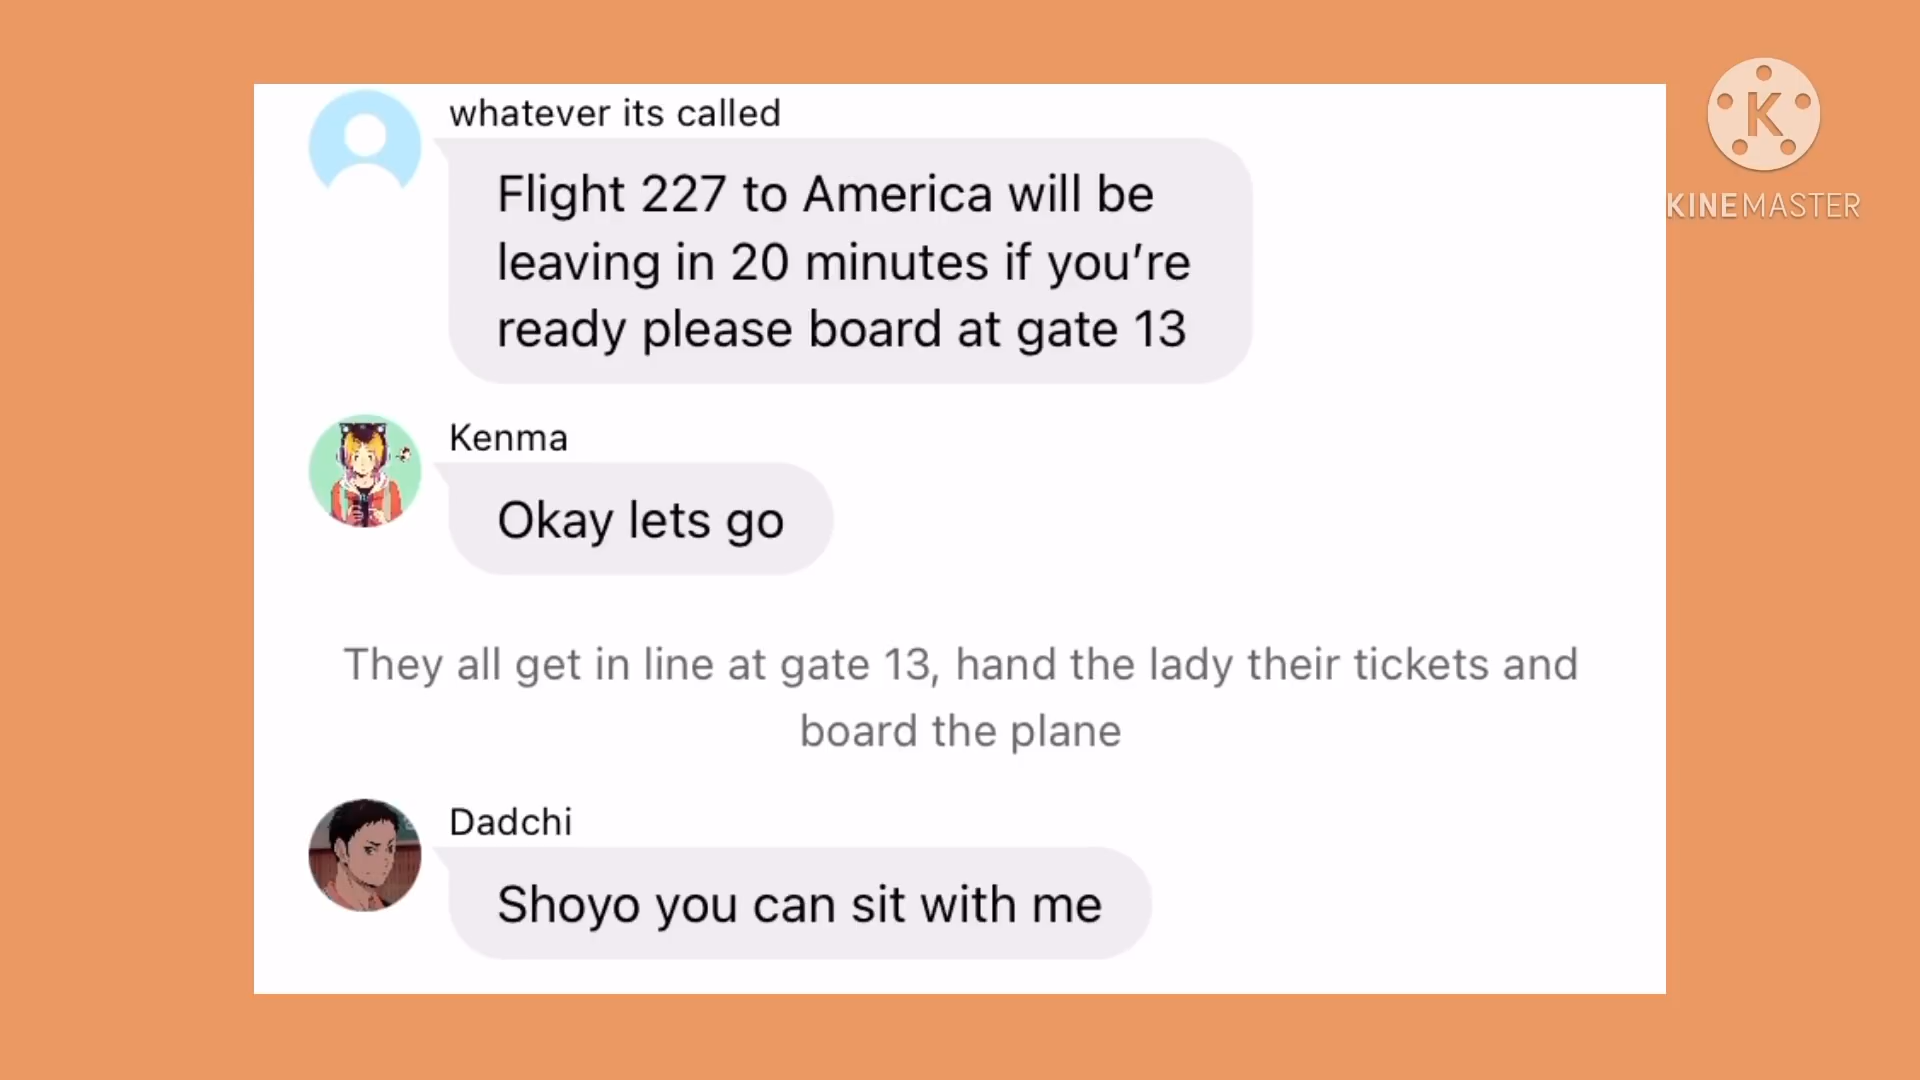 whatever its called
Flight 227 to America will be
leaving in 20 minutes if you’re
ready please board at gate 13
K
KINEMASTER
Kenma
Okay lets go
They all get in line at gate 13, hand the lady their tickets and
board the plane
Dadchi
Shoyo you can sit with me